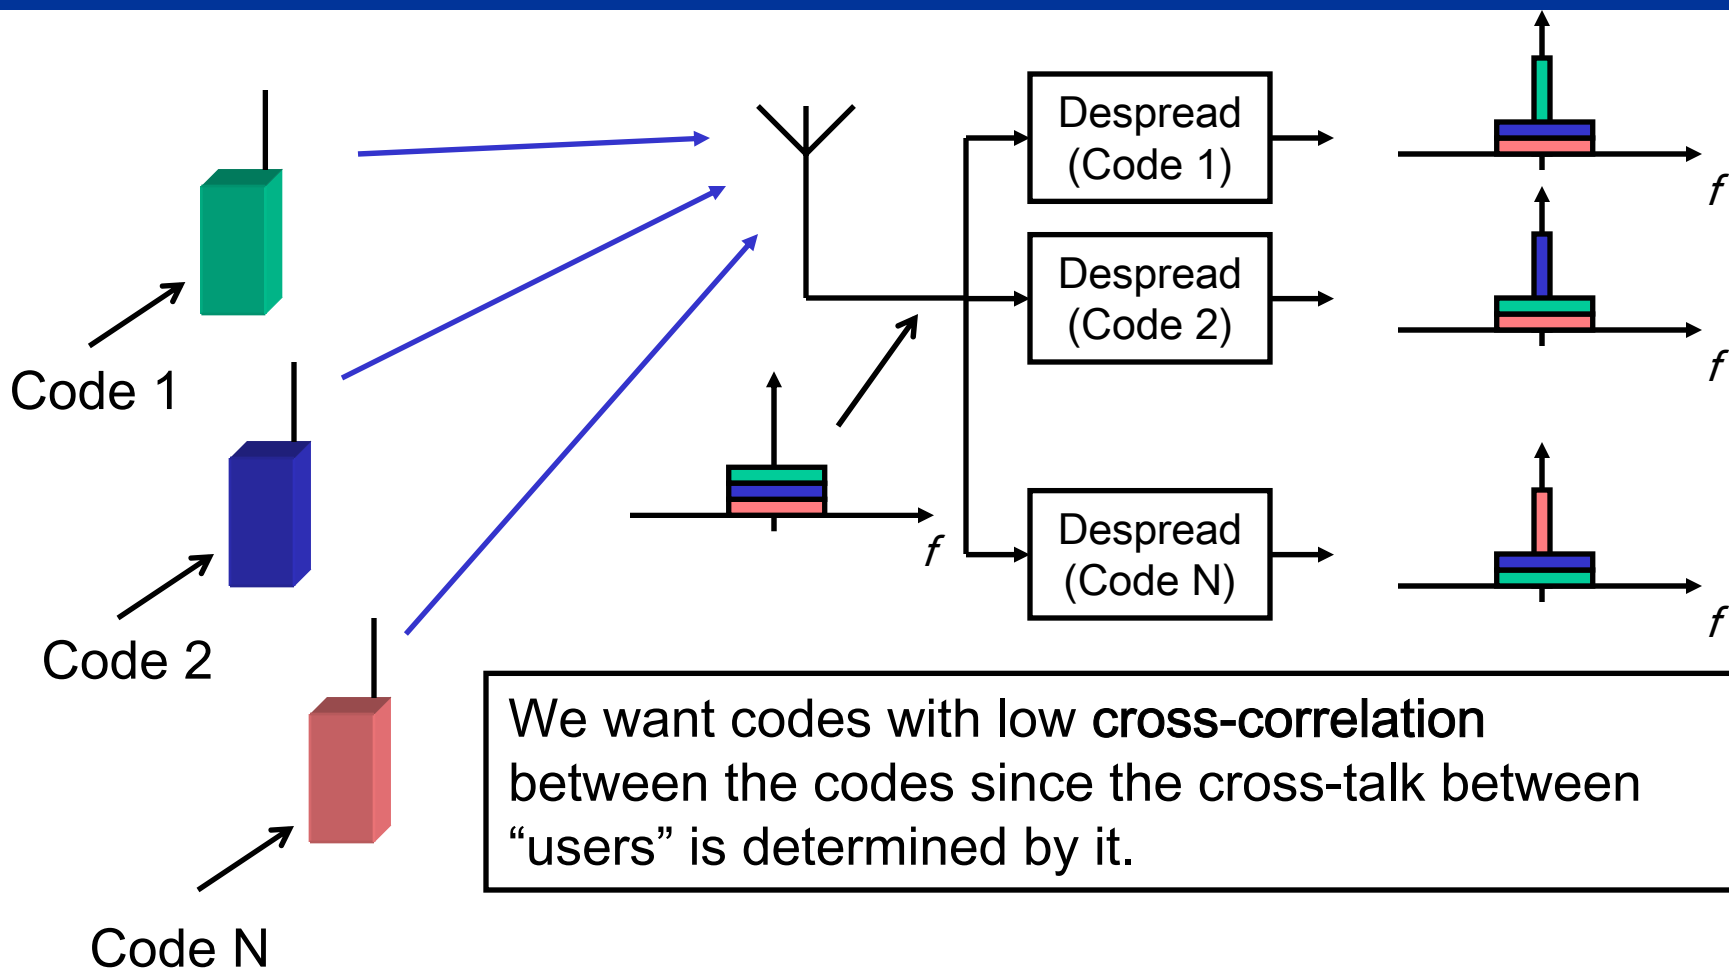 Code 1
Code 2
Code N
Despread
(Code 1)
Despread
(Code 2)
Despread
(Code N)
f
f
f
f
We want codes with low cross-correlation
between the codes since the cross-talk between
“users” is determined by it.